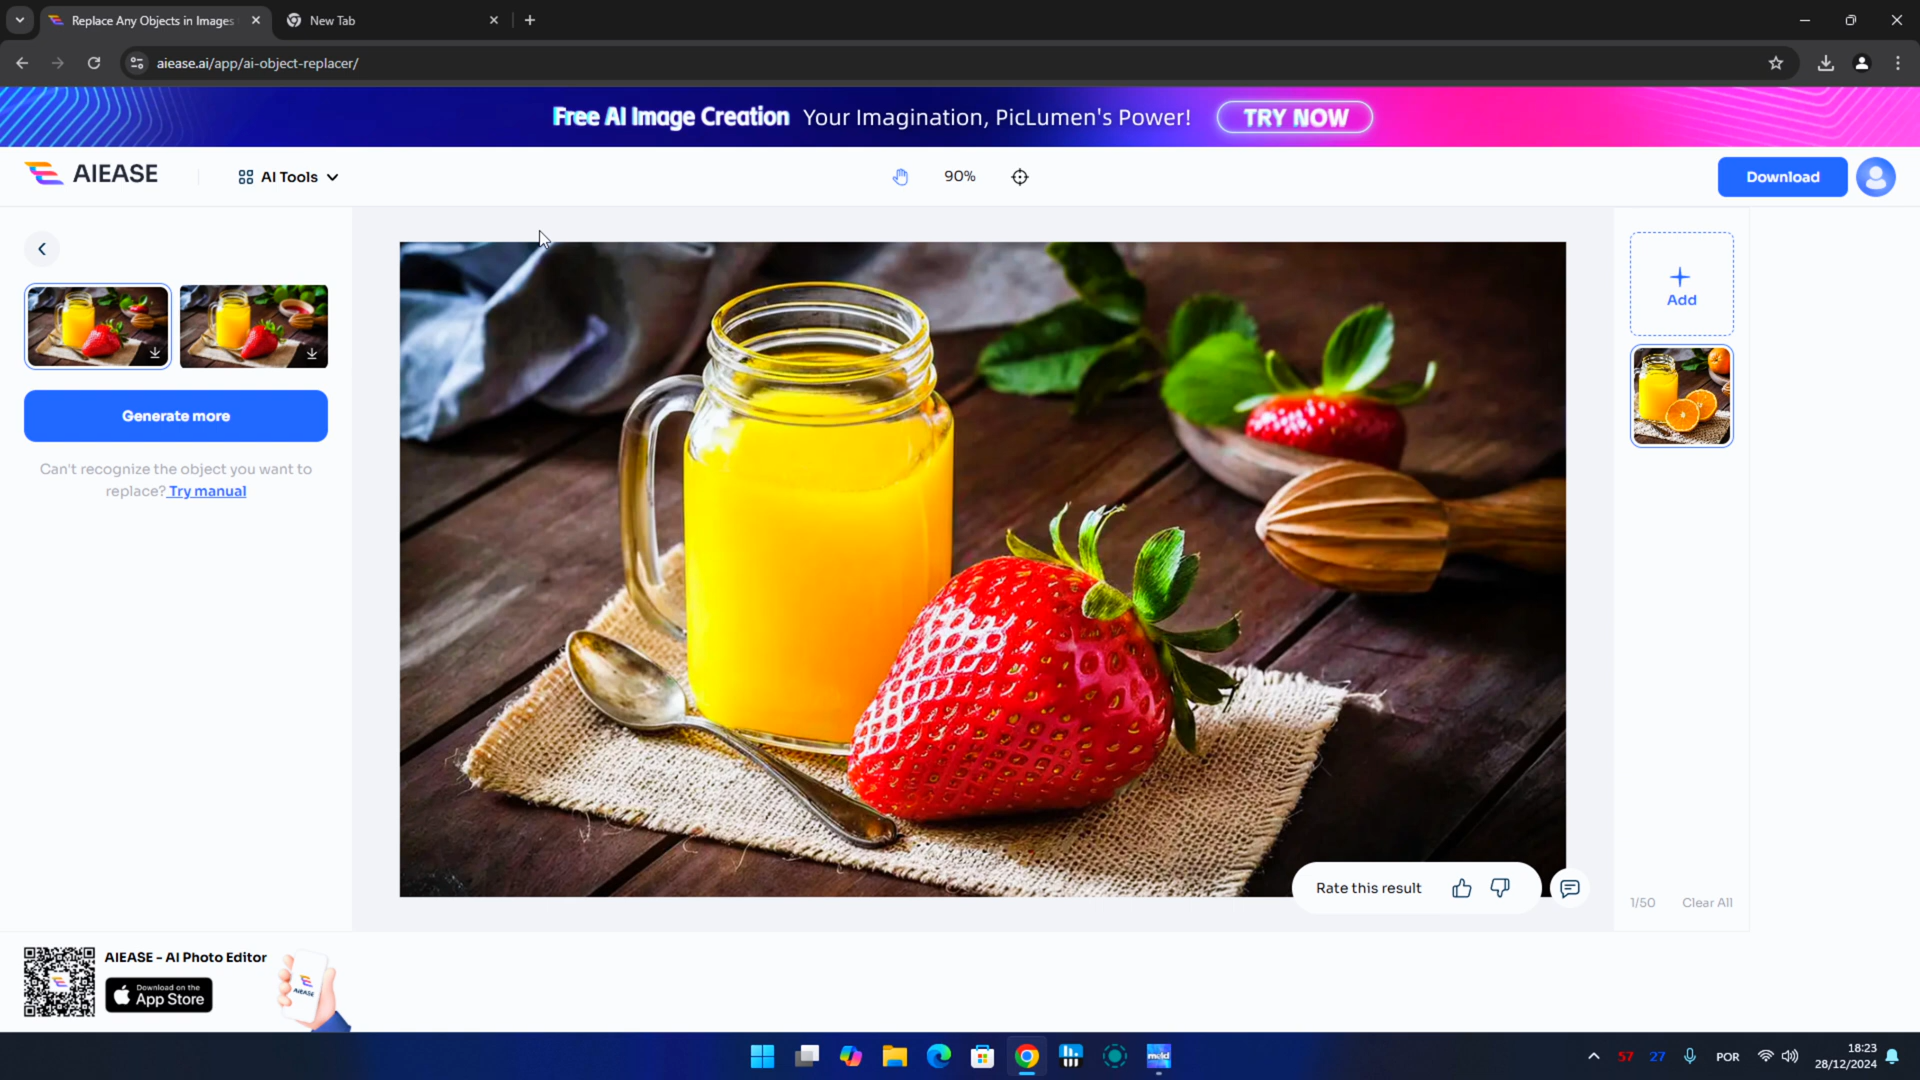 Replace Any Objects in Images
New Tab
aiease.ai/app/ai-object-replacer/
Free AI Image Creation Your Imagination, PicLumen's Power! TRY NOW
AIEASE
AI Tools
90%
Download
Add
Generate more
Can't recognize the object you want to
replace? Try manual
Rate this result
1/50
Clear All
AIEASE - AI Photo Editor
Download on the
App Store
AIEASE
57
27
POR
18:23
28/12/2024